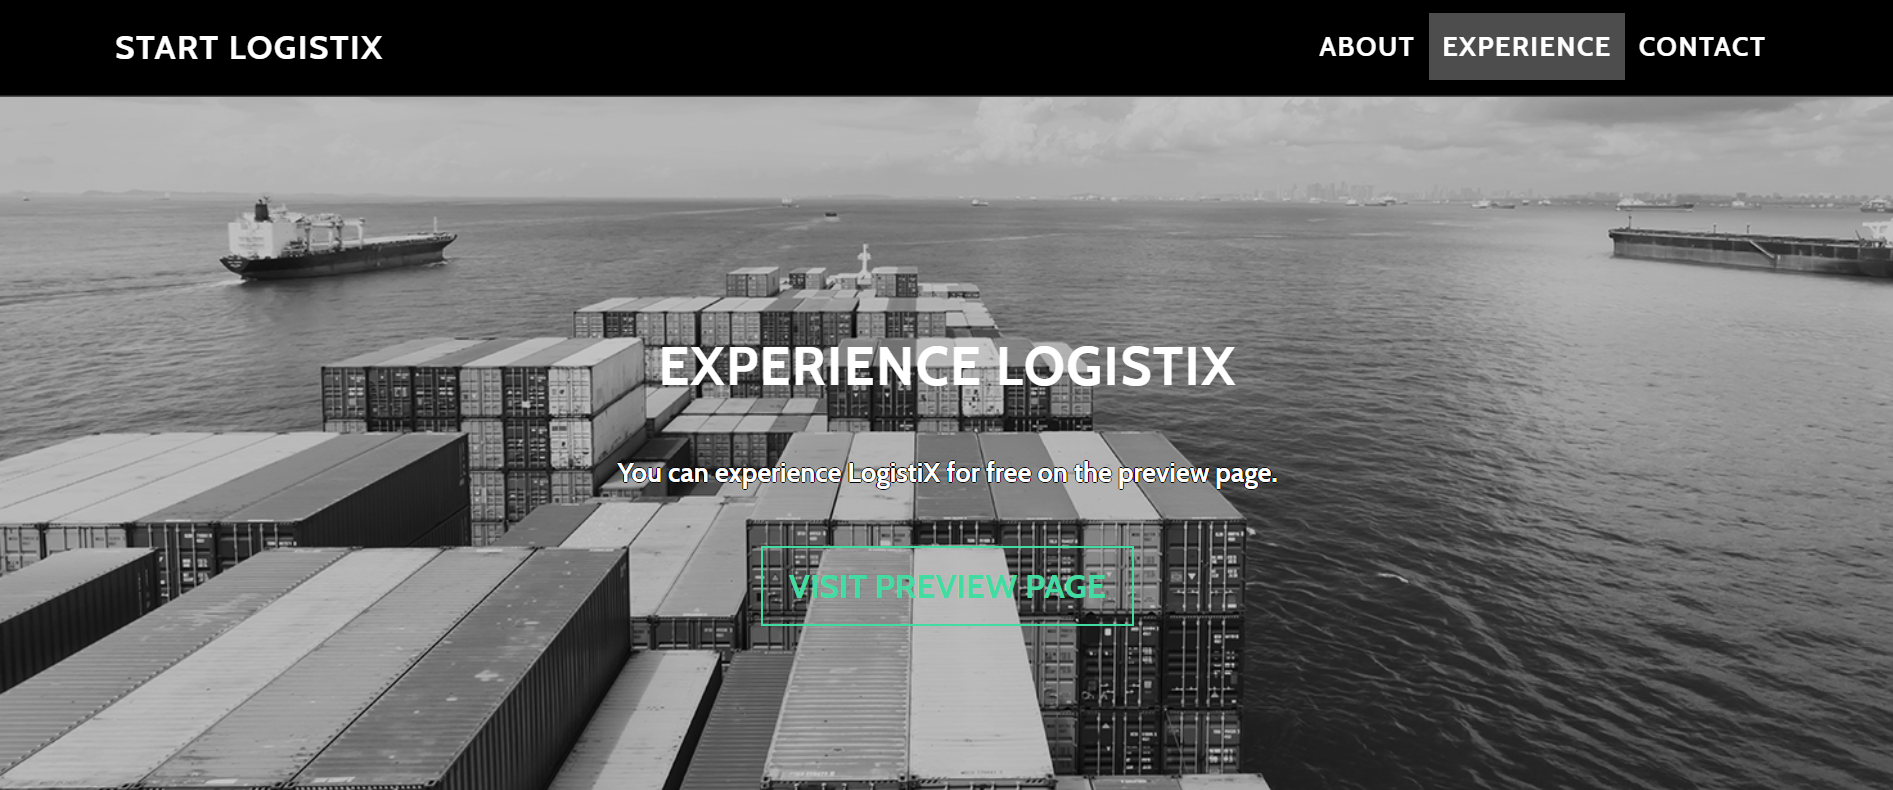 START LOGISTIX
ABOUT EXPERIENCE CONTACT
EXPERIENCE LOGISTIX
You can experience LogistiX for free on the preview page.
VISIT PREVIEW PAGE